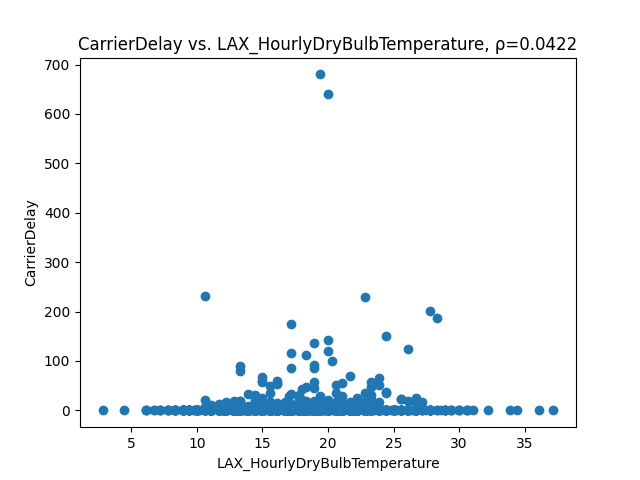 CarrierDelay vs. LAX_HourlyDryBulbTemperature, ρ=0.0422
700
600
500
400
300
200
100
0
CarrierDelay
5 10 15 20 25 30 35
LAX_HourlyDryBulbTemperature